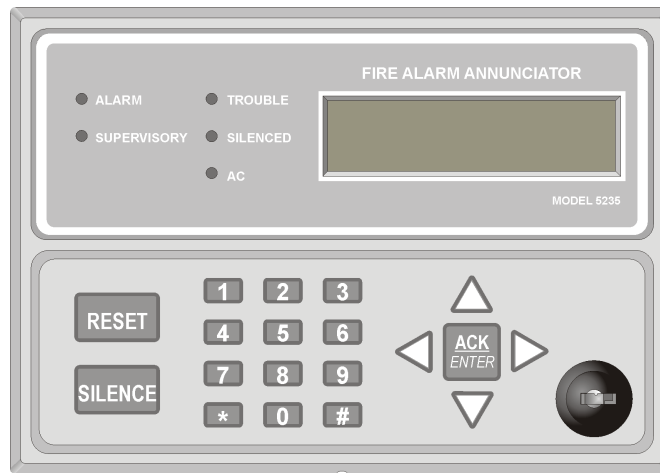 FIRE ALARM ANNUNCIATOR
ALARM
TROUBLE
SUPERVISORY
SILENCED
AC
MODEL 5235
RESET
SILENCE
1 2 3
4 5 6
7 8 9
* 0 #
ACK
ENTER